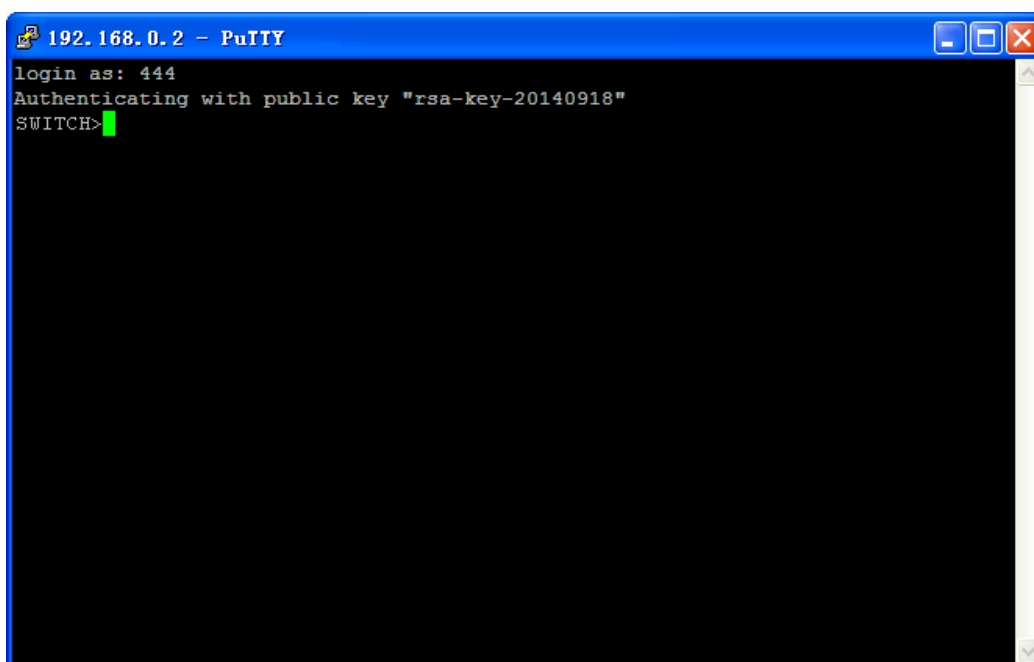 192.168.0.2 - PuTTY
login as: 444
Authenticating with public key "rsa-key-20140918"
SWITCH>